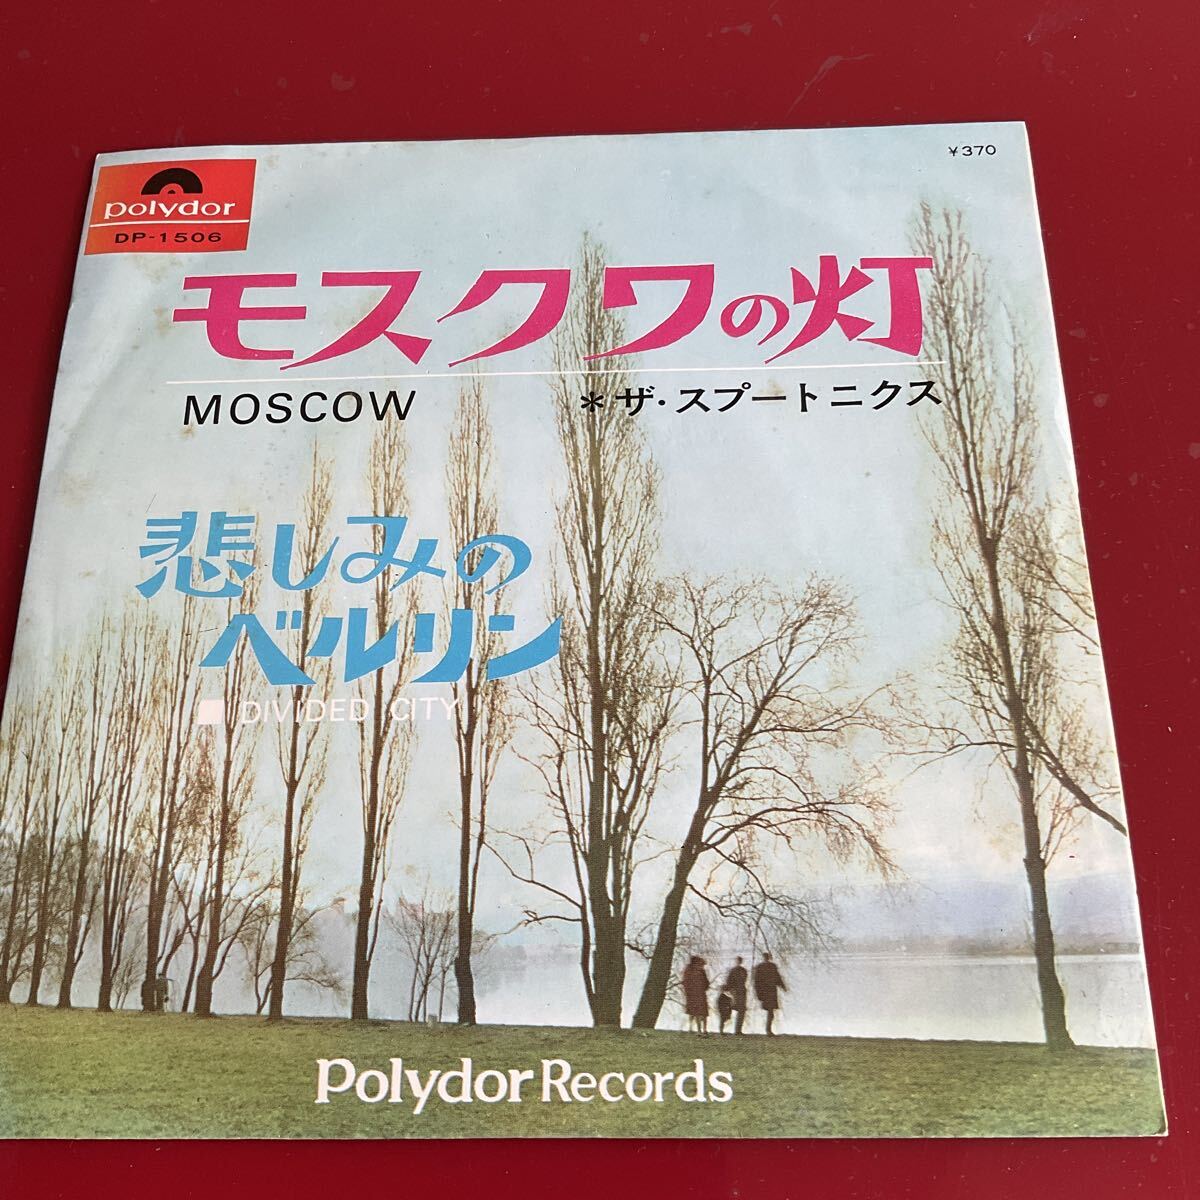 ¥370
polydor
DP-1506
モスクワの灯
MOSCOW
＊ザ・スプートニクス
悲しみの
ベルリン
■ DIVIDED CITY
Polydor Records